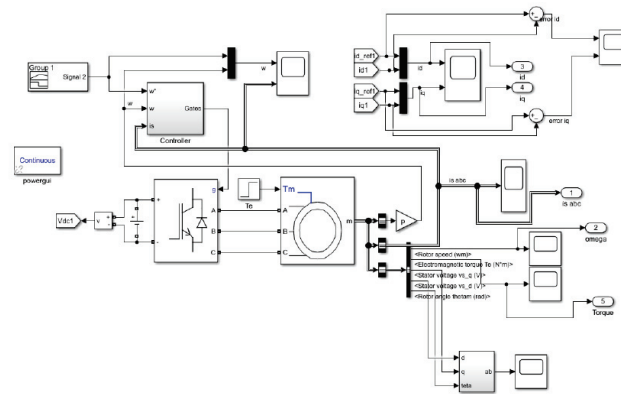 Group 1
Signal 2
w*
w
is
Gates
Controller
w
w
id_ref1
id1
id
iq_ref1
iq1
iq
error id
error iq
3
id
4
iq
Continuous
powergui
Vdc1
v
+
-
g
+
-
A
B
C
Te
Tm
A
B
C
m
p
is abc
1
is abc
2
omega
<Rotor speed (wm)>
<Electromagnetic torque Te (N*m)>
<Stator voltage vs_q (V)>
<Stator voltage vs_d (V)>
<Rotor angle thetam (rad)>
5
Torque
d
q
teta
ab